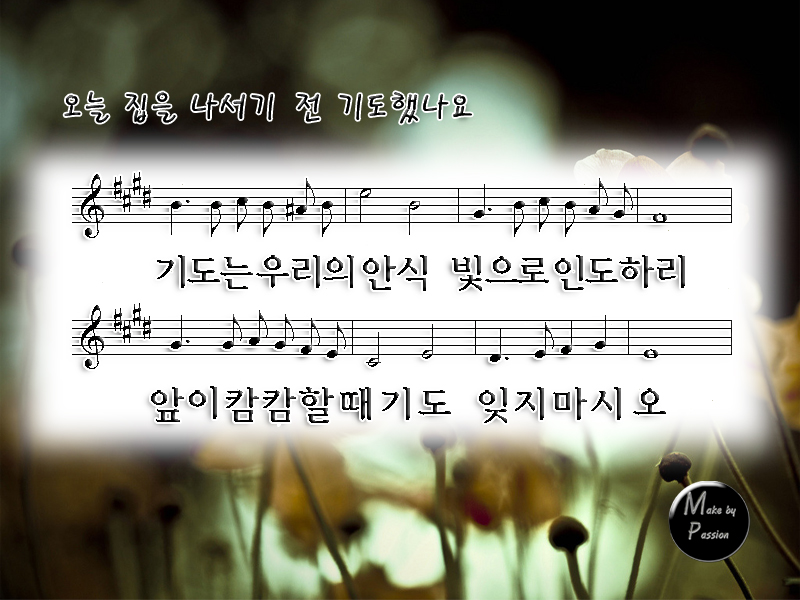 오늘 집을 나서기 전 기도했나요
기도는우리의안식 빛으로인도하리
앞이캄캄할때기도 잊지마시오
Make by
Passion